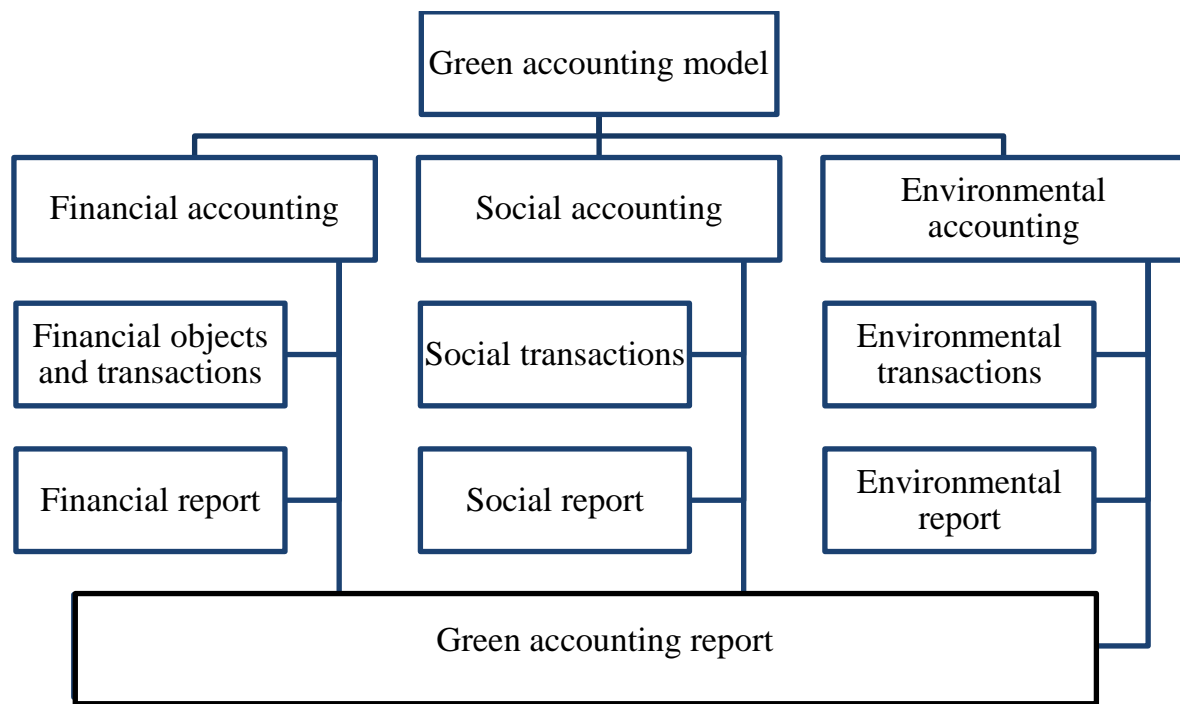 Green accounting model
Financial accounting
Social accounting
Environmental
accounting
Financial objects
and transactions
Social transactions
Environmental
transactions
Financial report
Social report
Environmental
report
Green accounting report